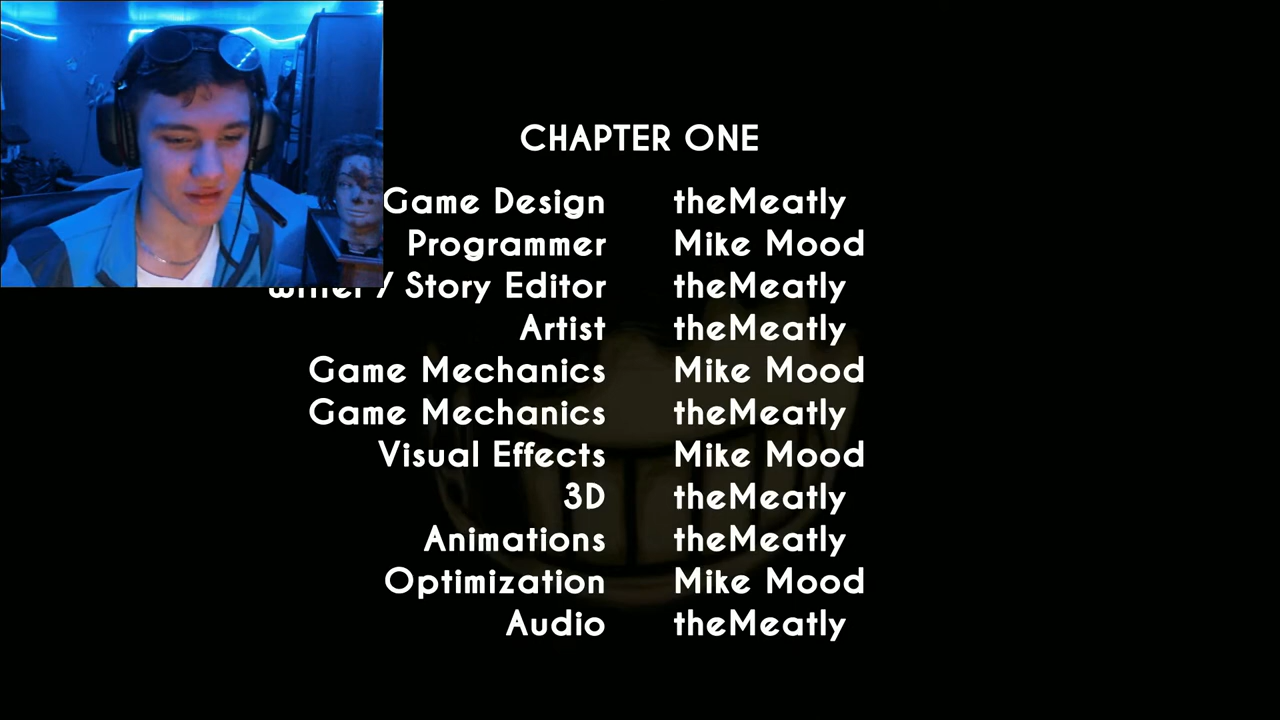 CHAPTER ONE
Game Design theMeatly
Programmer Mike Mood
/ Story Editor theMeatly
Artist theMeatly
Game Mechanics Mike Mood
Game Mechanics theMeatly
Visual Effects Mike Mood
3D theMeatly
Animations theMeatly
Optimization Mike Mood
Audio theMeatly